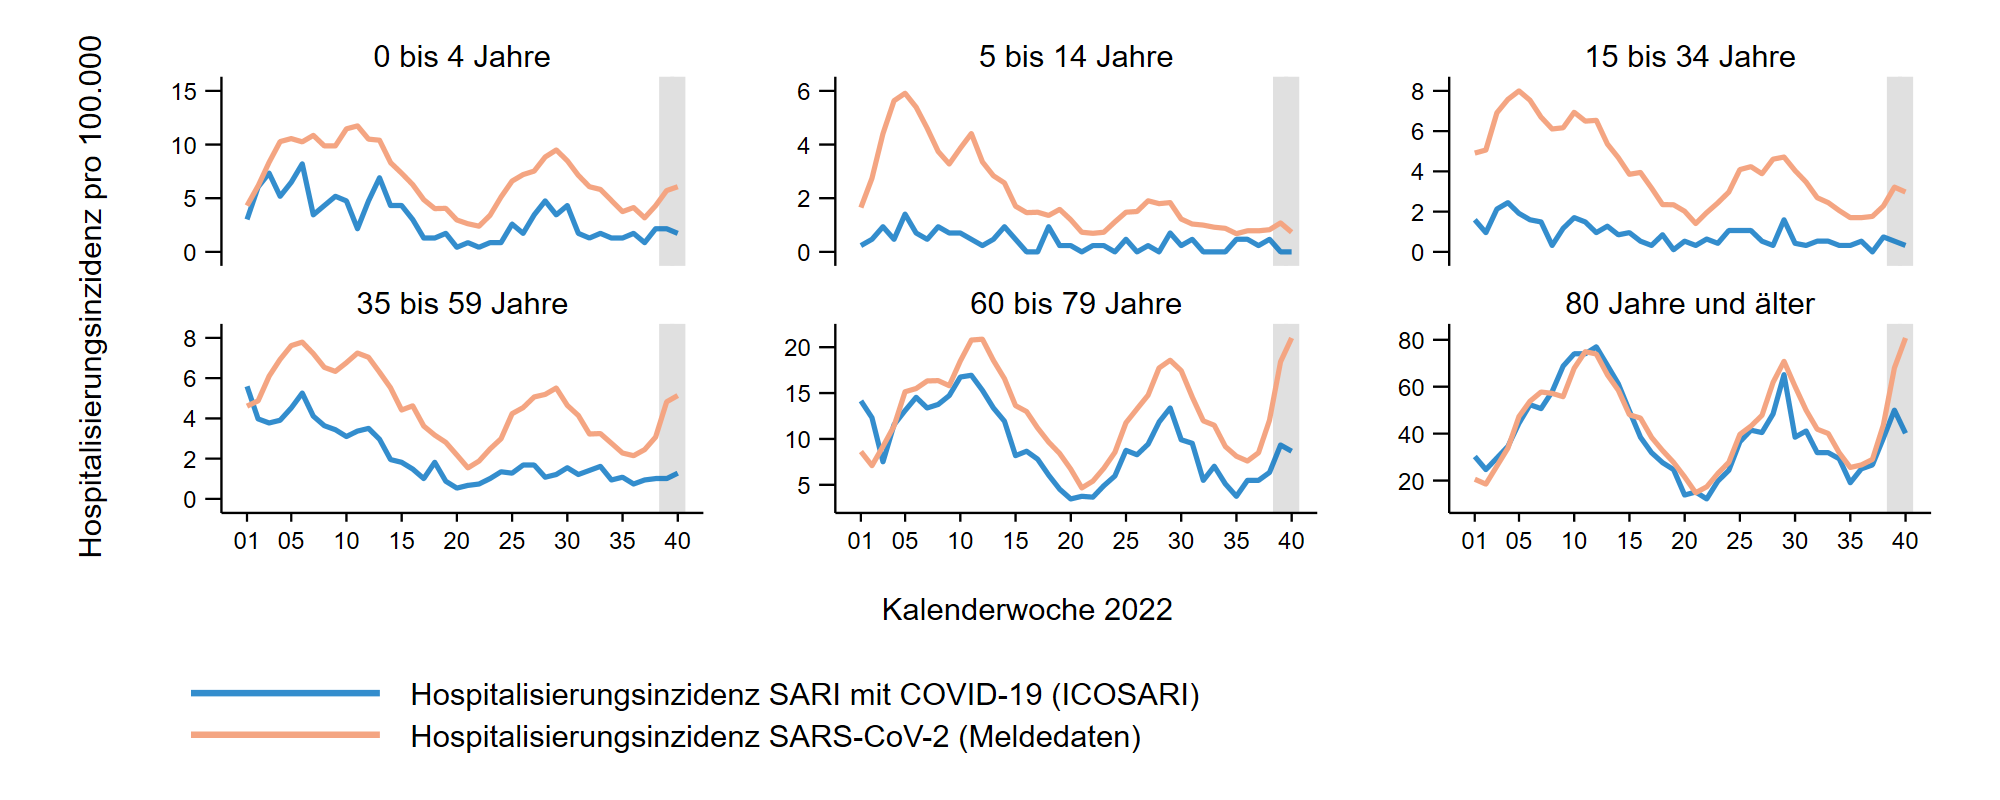 Hospitalisierungsinzidenz pro 100.000
0 bis 4 Jahre
15
10
5
0
5 bis 14 Jahre
6
4
2
0
15 bis 34 Jahre
8
6
4
2
0
35 bis 59 Jahre
8
6
4
2
0
01 05 10 15 20 25 30 35 40
60 bis 79 Jahre
20
15
10
5
01 05 10 15 20 25 30 35 40
80 Jahre und älter
80
60
40
20
01 05 10 15 20 25 30 35 40
Kalenderwoche 2022
Hospitalisierungsinzidenz SARI mit COVID-19 (ICOSARI)
Hospitalisierungsinzidenz SARS-CoV-2 (Meldedaten)